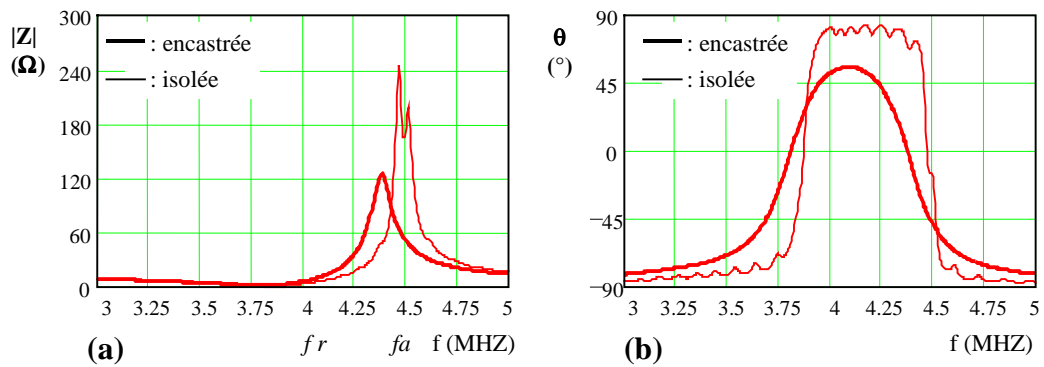 300
|Z|
(Ω)
240
180
120
60
0
: encastrée
: isolée
3 3.25 3.5 3.75 4 4.25 4.5 4.75 5
(a) f r fa f (MHZ)
90
θ
(°)
45
0
−45
−90
: encastrée
: isolée
3 3.25 3.5 3.75 4 4.25 4.5 4.75 5
(b) f (MHZ)